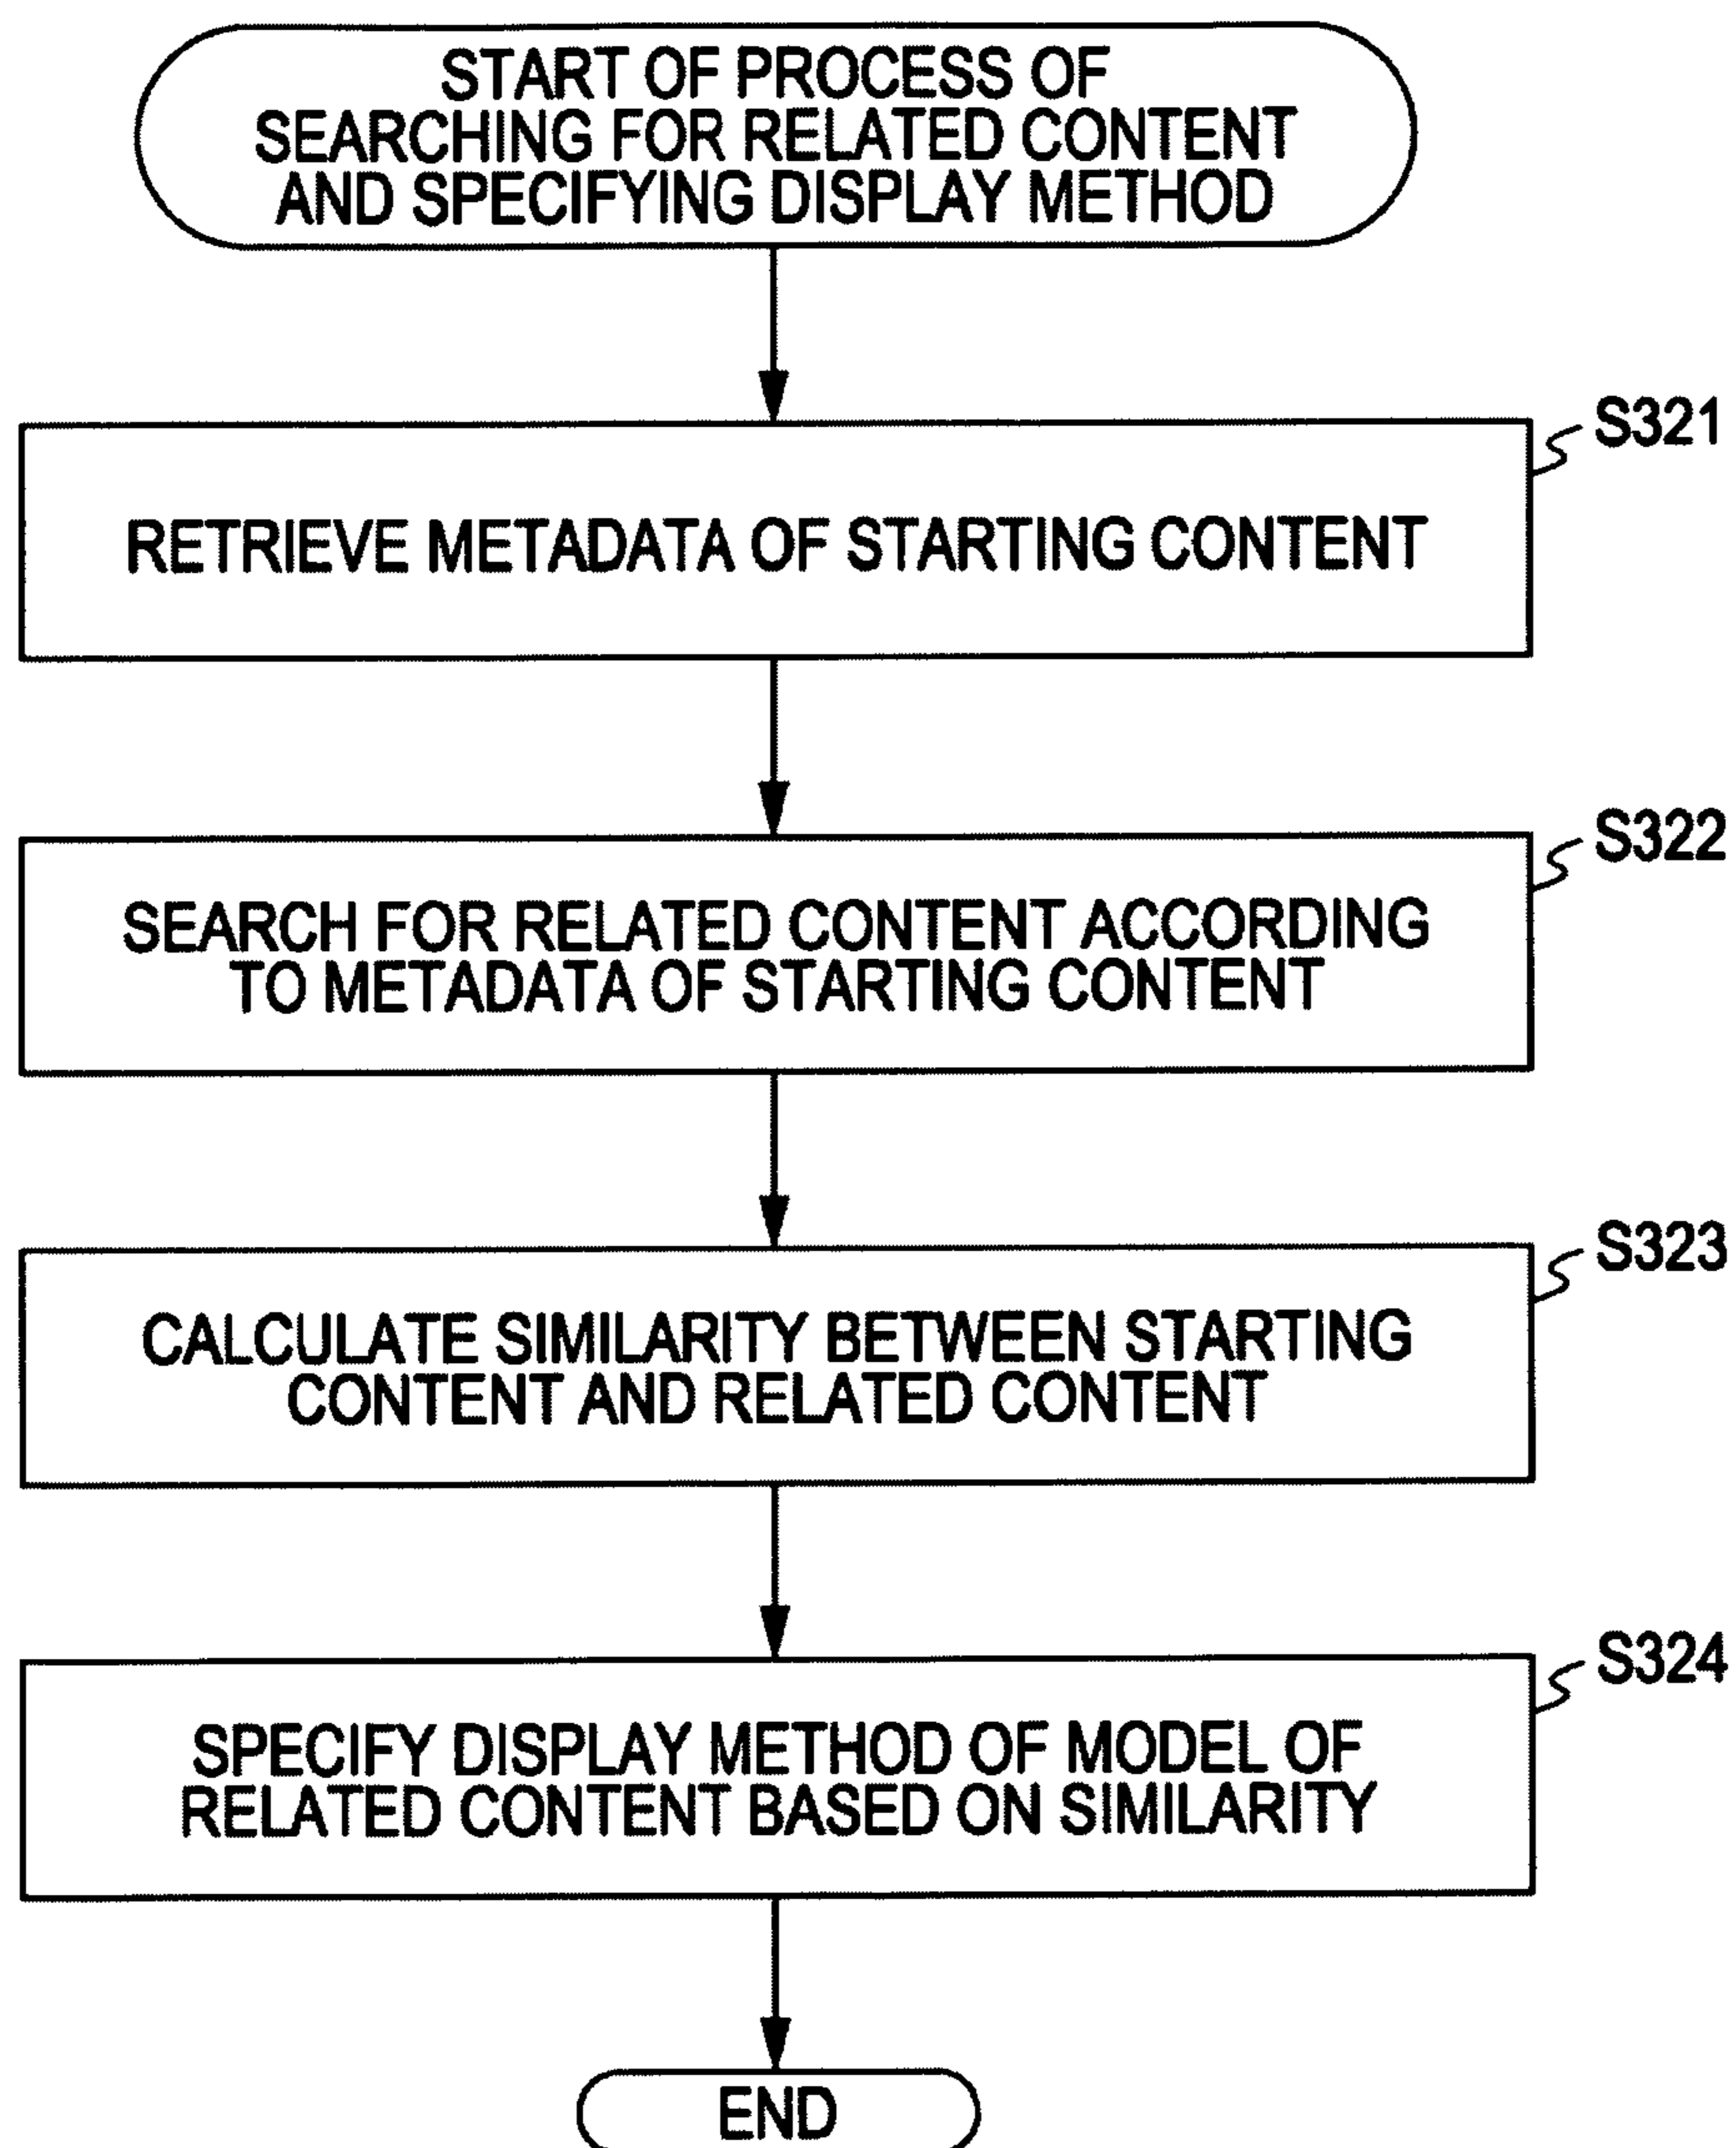 START OF PROCESS OF
SEARCHING FOR RELATED CONTENT
AND SPECIFYING DISPLAY METHOD
S321
RETRIEVE METADATA OF STARTING CONTENT
S322
SEARCH FOR RELATED CONTENT ACCORDING
TO METADATA OF STARTING CONTENT
S323
CALCULATE SIMILARITY BETWEEN STARTING
CONTENT AND RELATED CONTENT
S324
SPECIFY DISPLAY METHOD OF MODEL OF
RELATED CONTENT BASED ON SIMILARITY
END